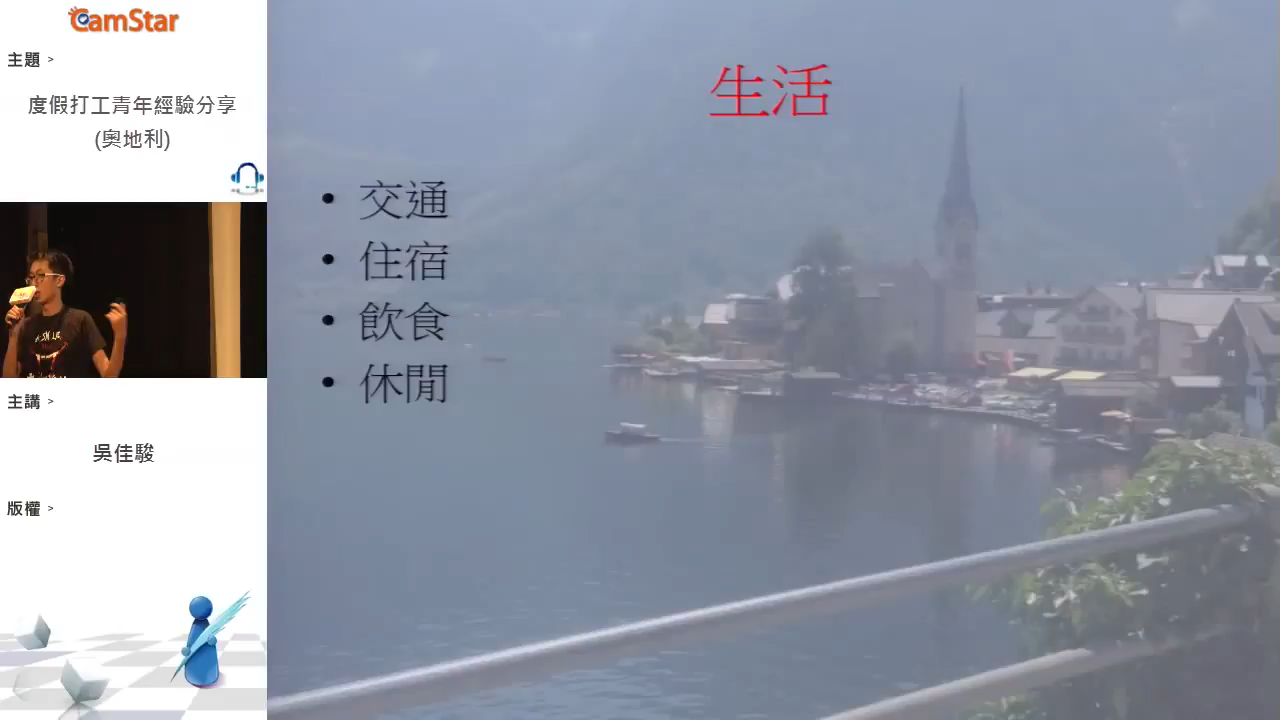 CamStar
主題 >
度假打工青年經驗分享
(奧地利)
主講 >
吳佳駿
版權 >
生活
• 交通
• 住宿
• 飲食
• 休閒